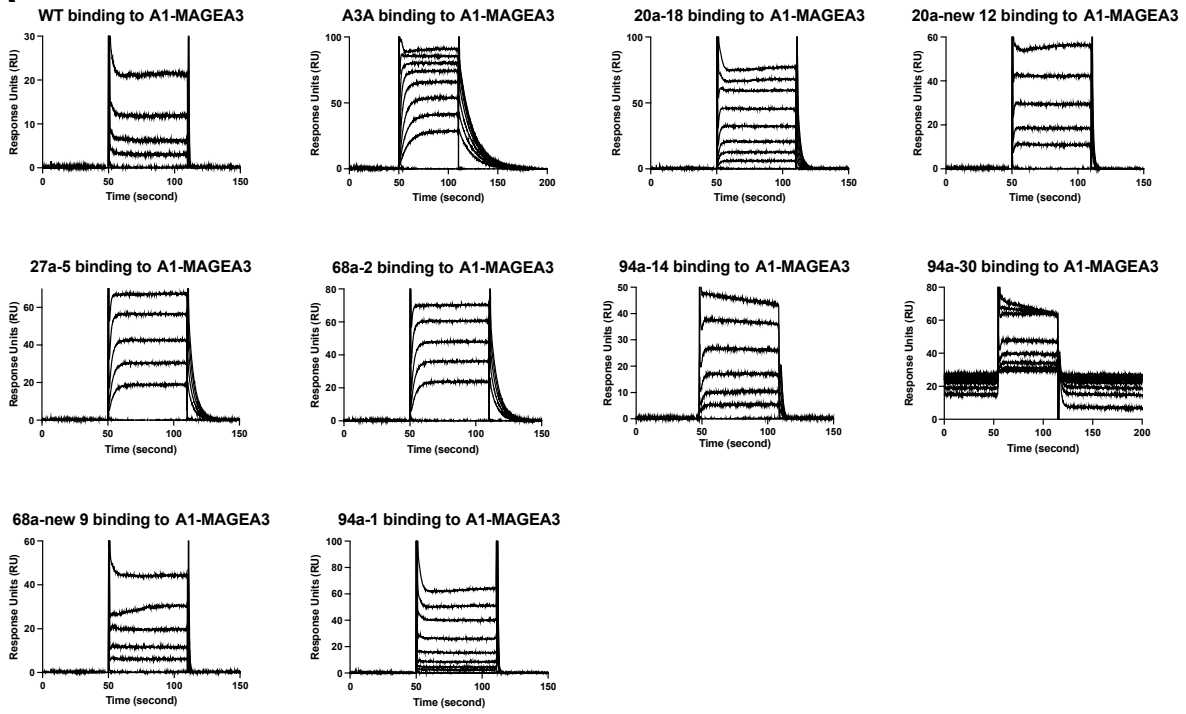 WT binding to A1-MAGEA3
Response Units (RU)
30
20
10
0
0 50 100 150
Time (second)
A3A binding to A1-MAGEA3
Response Units (RU)
100
50
0
0 50 100 150 200
Time (second)
20a-18 binding to A1-MAGEA3
Response Units (RU)
100
50
0
0 50 100 150
Time (second)
20a-new 12 binding to A1-MAGEA3
Response Units (RU)
60
40
20
0
0 50 100 150
Time (second)
27a-5 binding to A1-MAGEA3
Response Units (RU)
60
40
20
0
0 50 100 150
Time (second)
68a-2 binding to A1-MAGEA3
Response Units (RU)
80
60
40
20
0
0 50 100 150
Time (second)
94a-14 binding to A1-MAGEA3
Response Units (RU)
50
40
30
20
10
0
0 50 100 150
Time (second)
94a-30 binding to A1-MAGEA3
Response Units (RU)
80
60
40
20
0
0 50 100 150 200
Time (second)
68a-new 9 binding to A1-MAGEA3
Response Units (RU)
60
40
20
0
0 50 100 150
Time (second)
94a-1 binding to A1-MAGEA3
Response Units (RU)
100
80
60
40
20
0
0 50 100 150
Time (second)